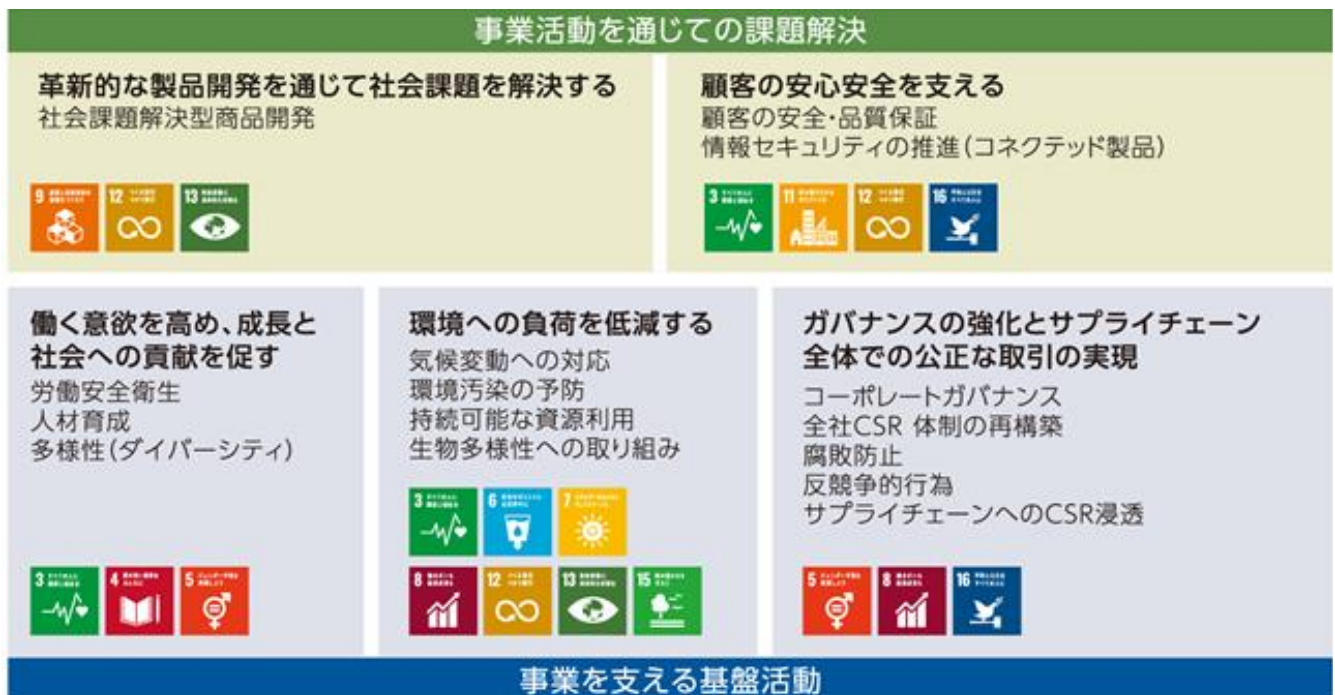 事業活動を通じての課題解決
革新的な製品開発を通じて社会課題を解決する
社会課題解決型商品開発
9
12
13
顧客の安心安全を支える
顧客の安全・品質保証
情報セキュリティの推進(コネクテッド製品)
3
11
12
16
働く意欲を高め、成長と
社会への貢献を促す
労働安全衛生
人材育成
多様性(ダイバーシティ)
3
4
5
環境への負荷を低減する
気候変動への対応
環境汚染の予防
持続可能な資源利用
生物多様性への取り組み
3
6
7
8
12
13
15
ガバナンスの強化とサプライチェーン
全体での公正な取引の実現
コーポレートガバナンス
全社CSR 体制の再構築
腐敗防止
反競争的行為
サプライチェーンへのCSR浸透
5
8
16
事業を支える基盤活動